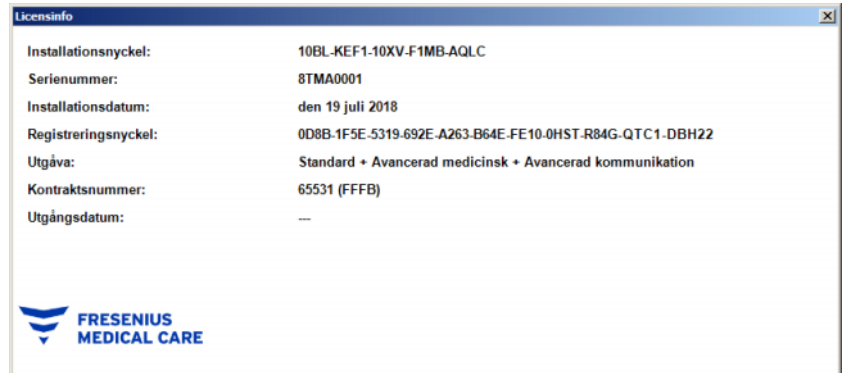 Licensinfo
Installationsnyckel: 10BL-KEF1-10XV-F1MB-AQLC
Serienummer: 8TMA0001
Installationsdatum: den 19 juli 2018
Registreringsnyckel: 0D8B-1F5E-5319-692E-A263-B64E-FE10-0HST-R84G-QTC1-DBH22
Utgåva: Standard + Avancerad medicinsk + Avancerad kommunikation
Kontraktsnummer: 65531 (FFFB)
Utgångsdatum: ---
FRESENIUS
MEDICAL CARE